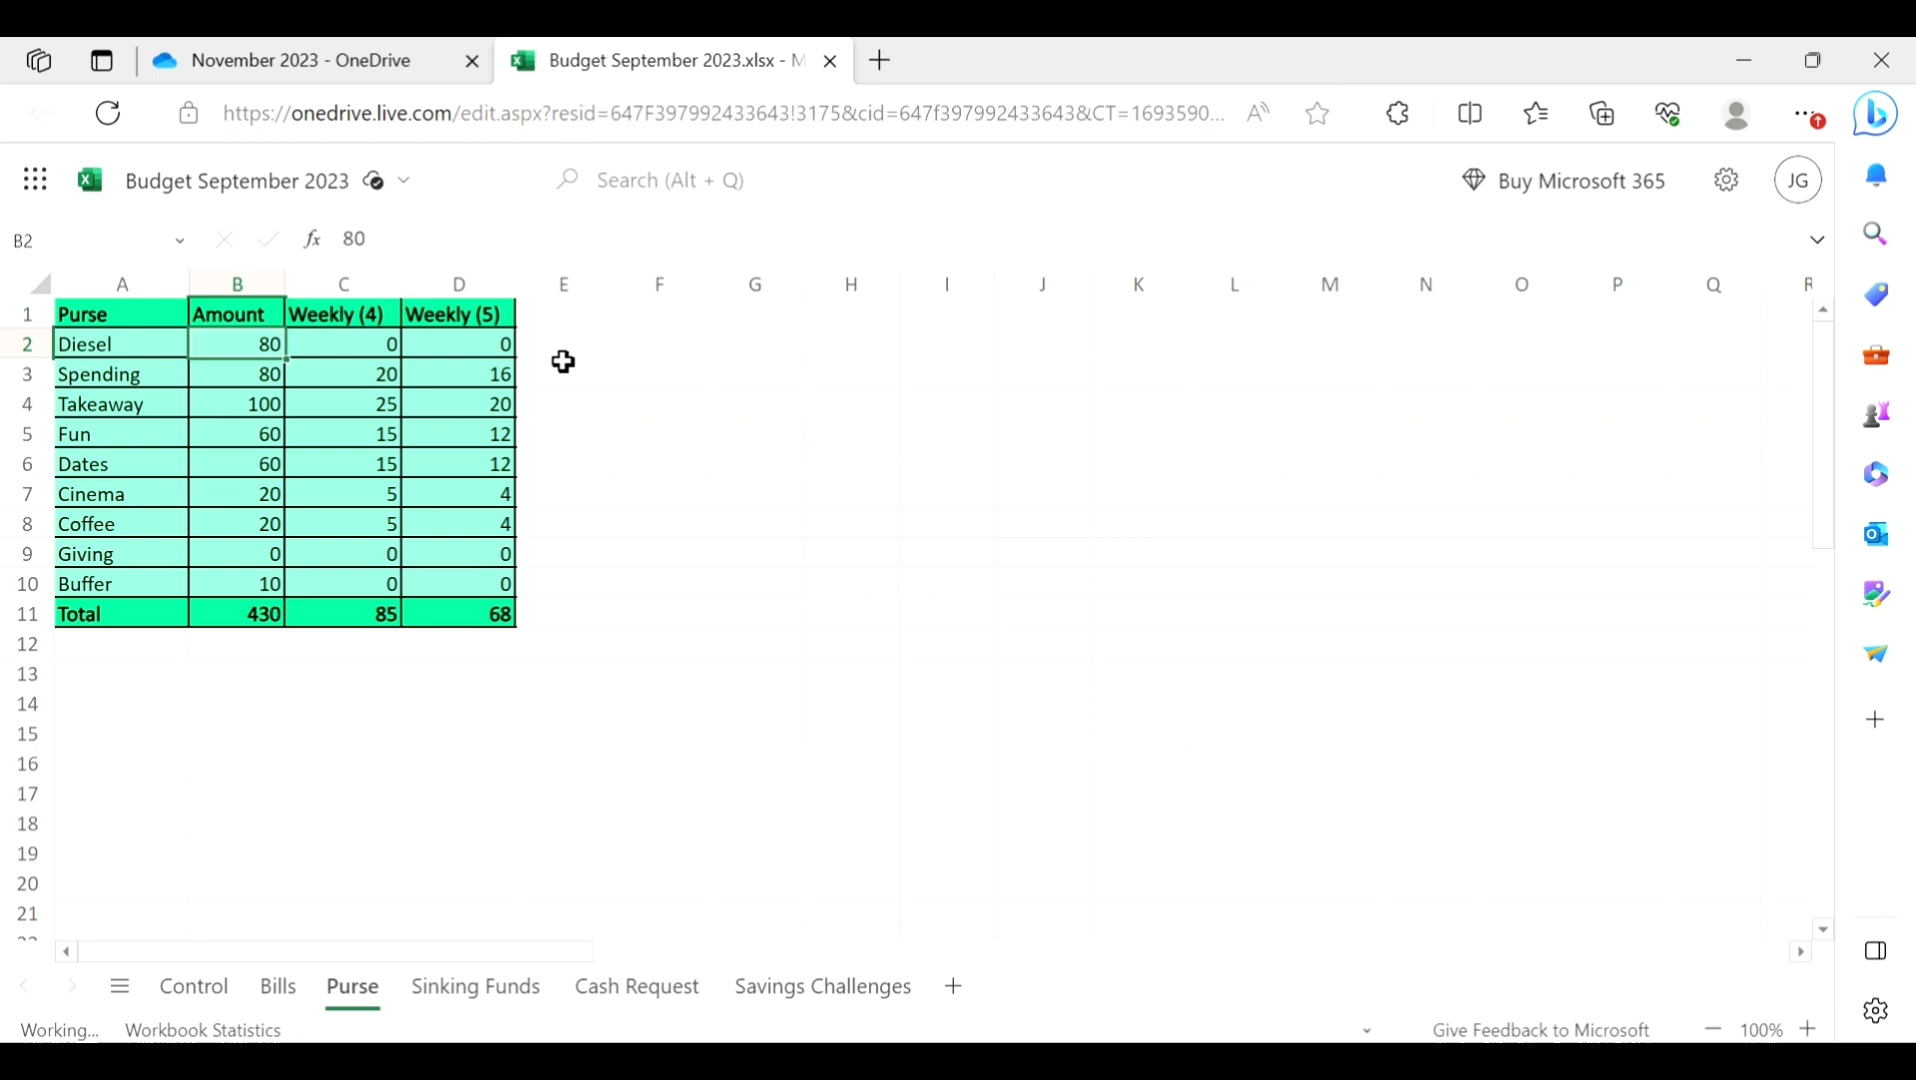 November 2023 - OneDrive
Budget September 2023.xlsx - M
https://onedrive.live.com/edit.aspx?resid=647F397992433643!3175&cid=647f397992433643&CT=1693590...
Budget September 2023
Search (Alt + Q)
Buy Microsoft 365
JG
B2
fx 80
A B C D E F G H I J K L M N O P Q R
1 Purse Amount Weekly (4) Weekly (5)
2 Diesel 80 0 0
3 Spending 80 20 16
4 Takeaway 100 25 20
5 Fun 60 15 12
6 Dates 60 15 12
7 Cinema 20 5 4
8 Coffee 20 5 4
9 Giving 0 0 0
10 Buffer 10 0 0
11 Total 430 85 68
12
13
14
15
16
17
18
19
20
21
Control Bills Purse Sinking Funds Cash Request Savings Challenges
Working... Workbook Statistics Give Feedback to Microsoft 100%